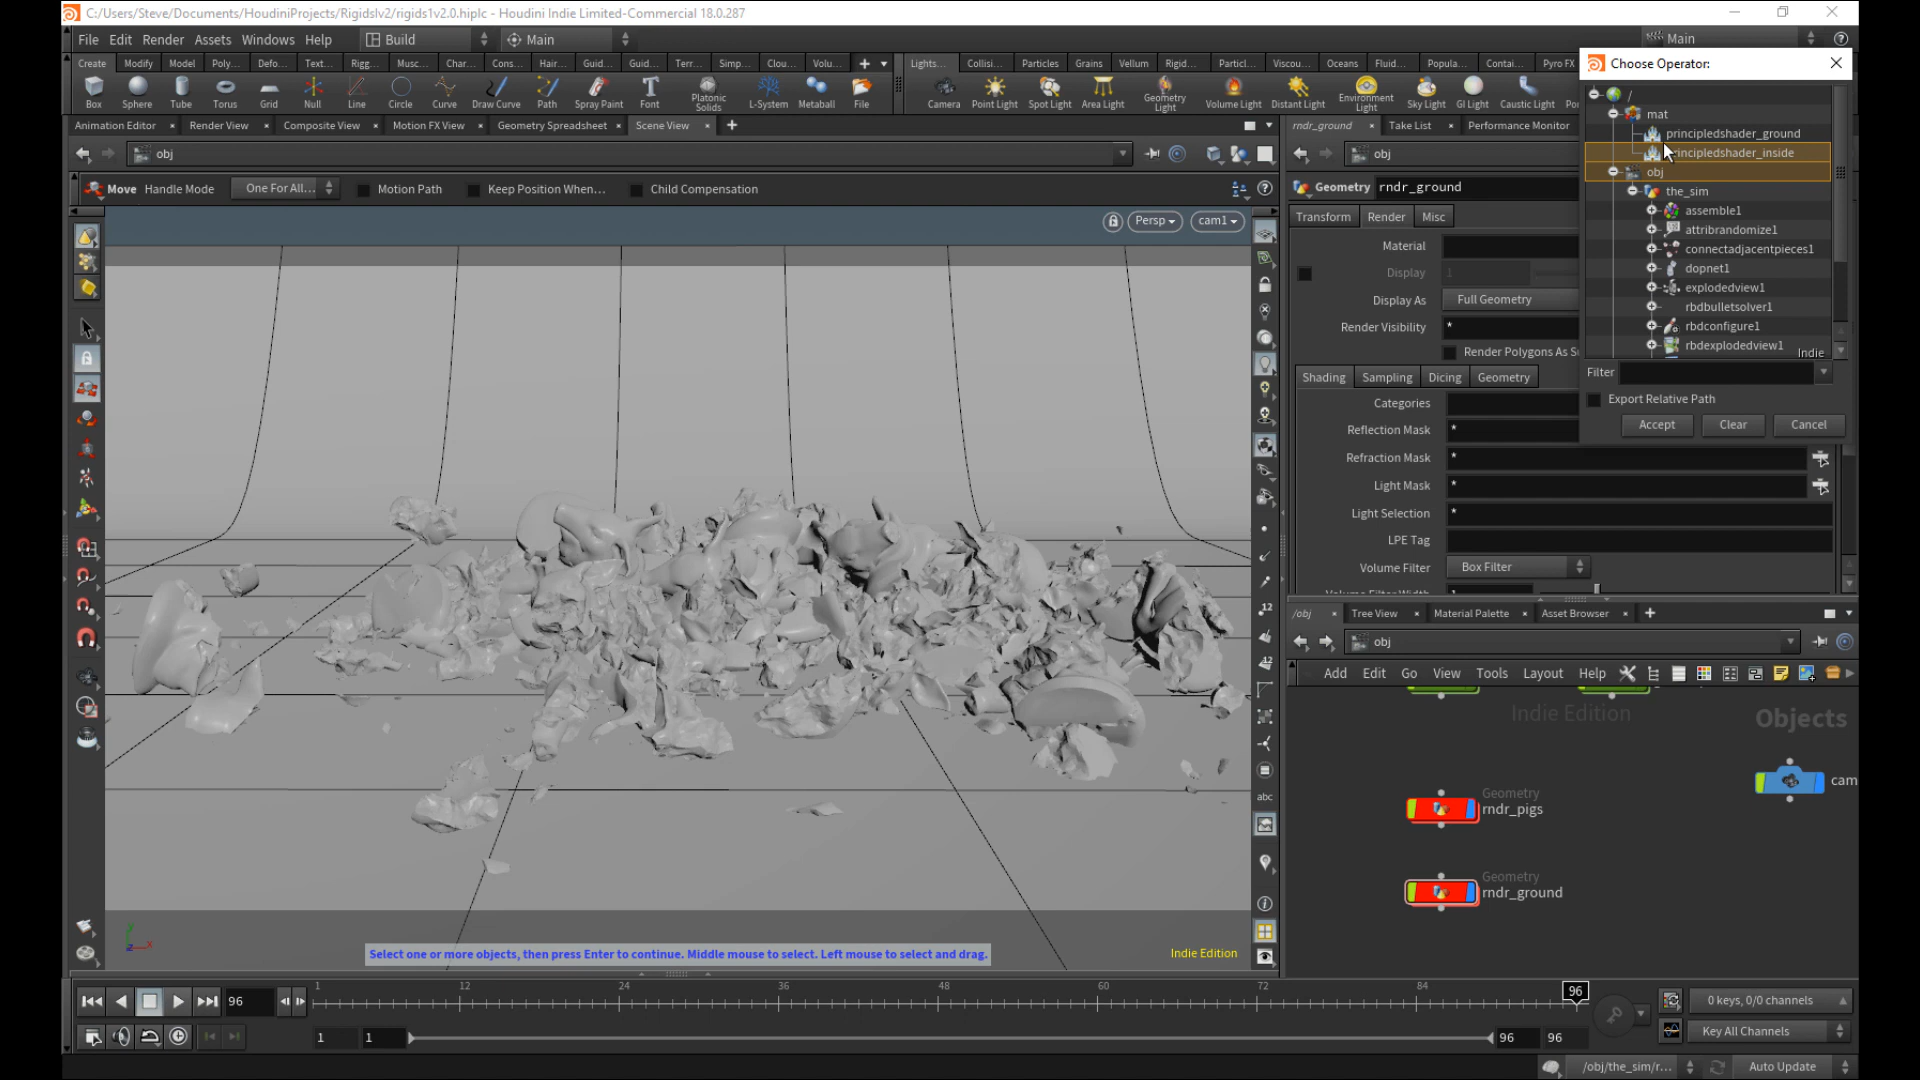 C:/Users/Steve/Documents/HoudiniProjects/RigidsIv2/rigids1v2.0.hiplc - Houdini Indie Limited-Commercial 18.0.287
File Edit Render Assets Windows Help Build Main Main
Choose Operator:
Create Modify Model Poly... Defo... Text... Rigg... Musc... Char... Cons... Hair... Guid... Guid... Terr... Simp... Clou... Volu... Lights... Collisi... Particles Grains Vellum Rigid... Particl... Viscou... Oceans Fluid... Popula... Contai... Pyro FX
Box Sphere Tube Torus Grid Null Line Circle Curve Draw Curve Path Spray Paint Font Platonic Solids L-System Metaball File Camera Point Light Spot Light Area Light Geometry Light Volume Light Distant Light Environment Light Sky Light GI Light Caustic Light
Animation Editor Render View Composite View Motion FX View Geometry Spreadsheet Scene View rndr_ground Take List Performance Monitor
obj
obj
Move Handle Mode One For All... Motion Path Keep Position When... Child Compensation
Geometry rndr_ground
Persp cam1
Transform Render Misc
Material
Display 1
Display As Full Geometry
Render Visibility *
Render Polygons As S
Shading Sampling Dicing Geometry
Categories
Reflection Mask *
Refraction Mask *
Light Mask *
Light Selection *
LPE Tag
Volume Filter Box Filter
/
mat
principledshader_ground
rincipledshader_inside
obj
the_sim
assemble1
attribrandomize1
connectadjacentpieces1
dopnet1
explodedview1
rbdbulletsolver1
rbdconfigure1
rbdexplodedview1
Indie
Filter
Export Relative Path
Accept Clear Cancel
/obj Tree View Material Palette Asset Browser
obj
Add Edit Go View Tools Layout Help
Indie Edition
Objects
Geometry
rndr_pigs
cam
Geometry
rndr_ground
12
12
abc
y
z x
Select one or more objects, then press Enter to continue. Middle mouse to select. Left mouse to select and drag.
Indie Edition
96 1 12 24 36 48 60 72 84 96
0 keys, 0/0 channels
1 1 96 96
Key All Channels
/obj/the_sim/r... Auto Update